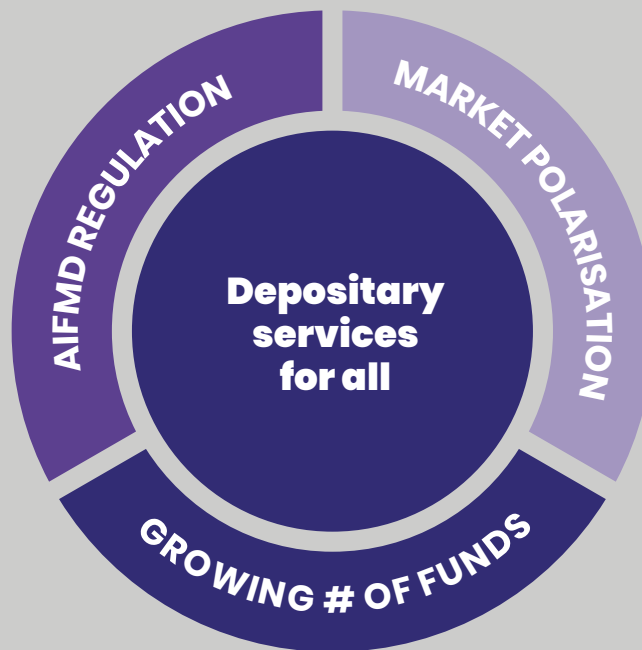 AIFMD REGULATION
MARKET POLARISATION
Depositary
services
for all
GROWING # OF FUNDS